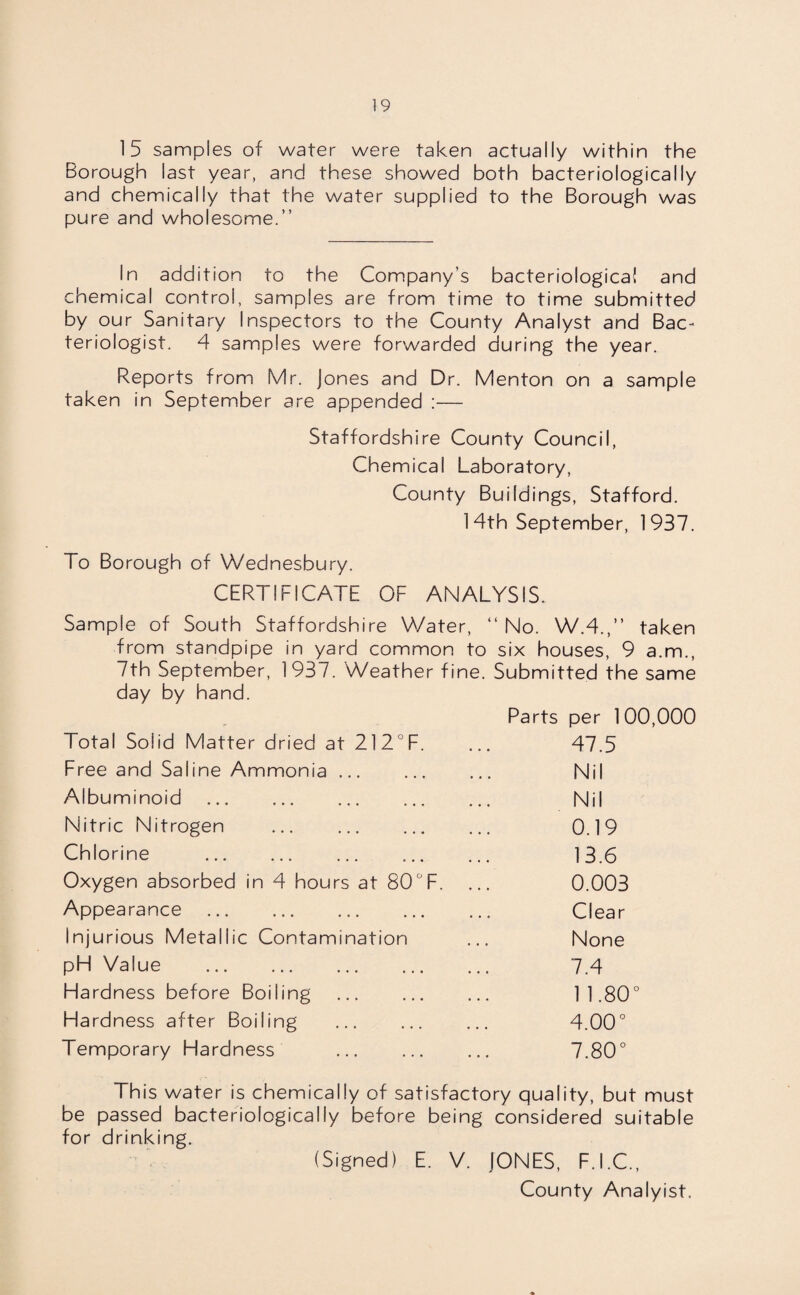 19
15 samples of water were taken actually within the
Borough last year, and these showed both bacteriologically
and chemically that the water supplied to the Borough was
pure and wholesome.”
In addition to the Company’s bacteriological and
chemical control, samples are from time to time submitted
by our Sanitary Inspectors to the County Analyst and Bac-
teriologist. 4 samples were forwarded during the year.
Reports from Mr. Jones and Dr. Menton on a sample
taken in September are appended :—
Staffordshire County Council,
Chemical Laboratory,
County Buildings, Stafford.
14th September, 1937.
To Borough of Wednesbury.
CERTIFICATE OF ANALYSIS.
Sample of South Staffordshire Water, “ No. W.4.,” taken
from standpipe in yard common to six houses, 9 a.m.,
7th September, 1937. Weather fine. Submitted the same
day by hand.
Parts per 100,000
Total Solid Matter dried at 212°F. ... 47.5
Free and Saline Ammonia ... ... ... Nil
Albuminoid ... ... ... ... ... Nil
Nitric Nitrogen ... ... ... ... 0.19
Chlorine ... ... ... ... ... 13.6
Oxygen absorbed in 4 hours at 80°F. ... 0.003
Appearance ... ... ... ... ... Clear
Injurious Metallic Contamination ... None
pH Value ... ... ... ... ... 7.4
Hardness before Boiling ... ... ... 11.80°
Hardness after Boiling ... ... ... 4.00°
Temporary Hardness ... ... ... 7.80°
This water is chemically of satisfactory quality, but must
be passed bacteriologically before being considered suitable
for drinking.
(Signed) E. V. JONES, F.I.C.,
County Analyist.